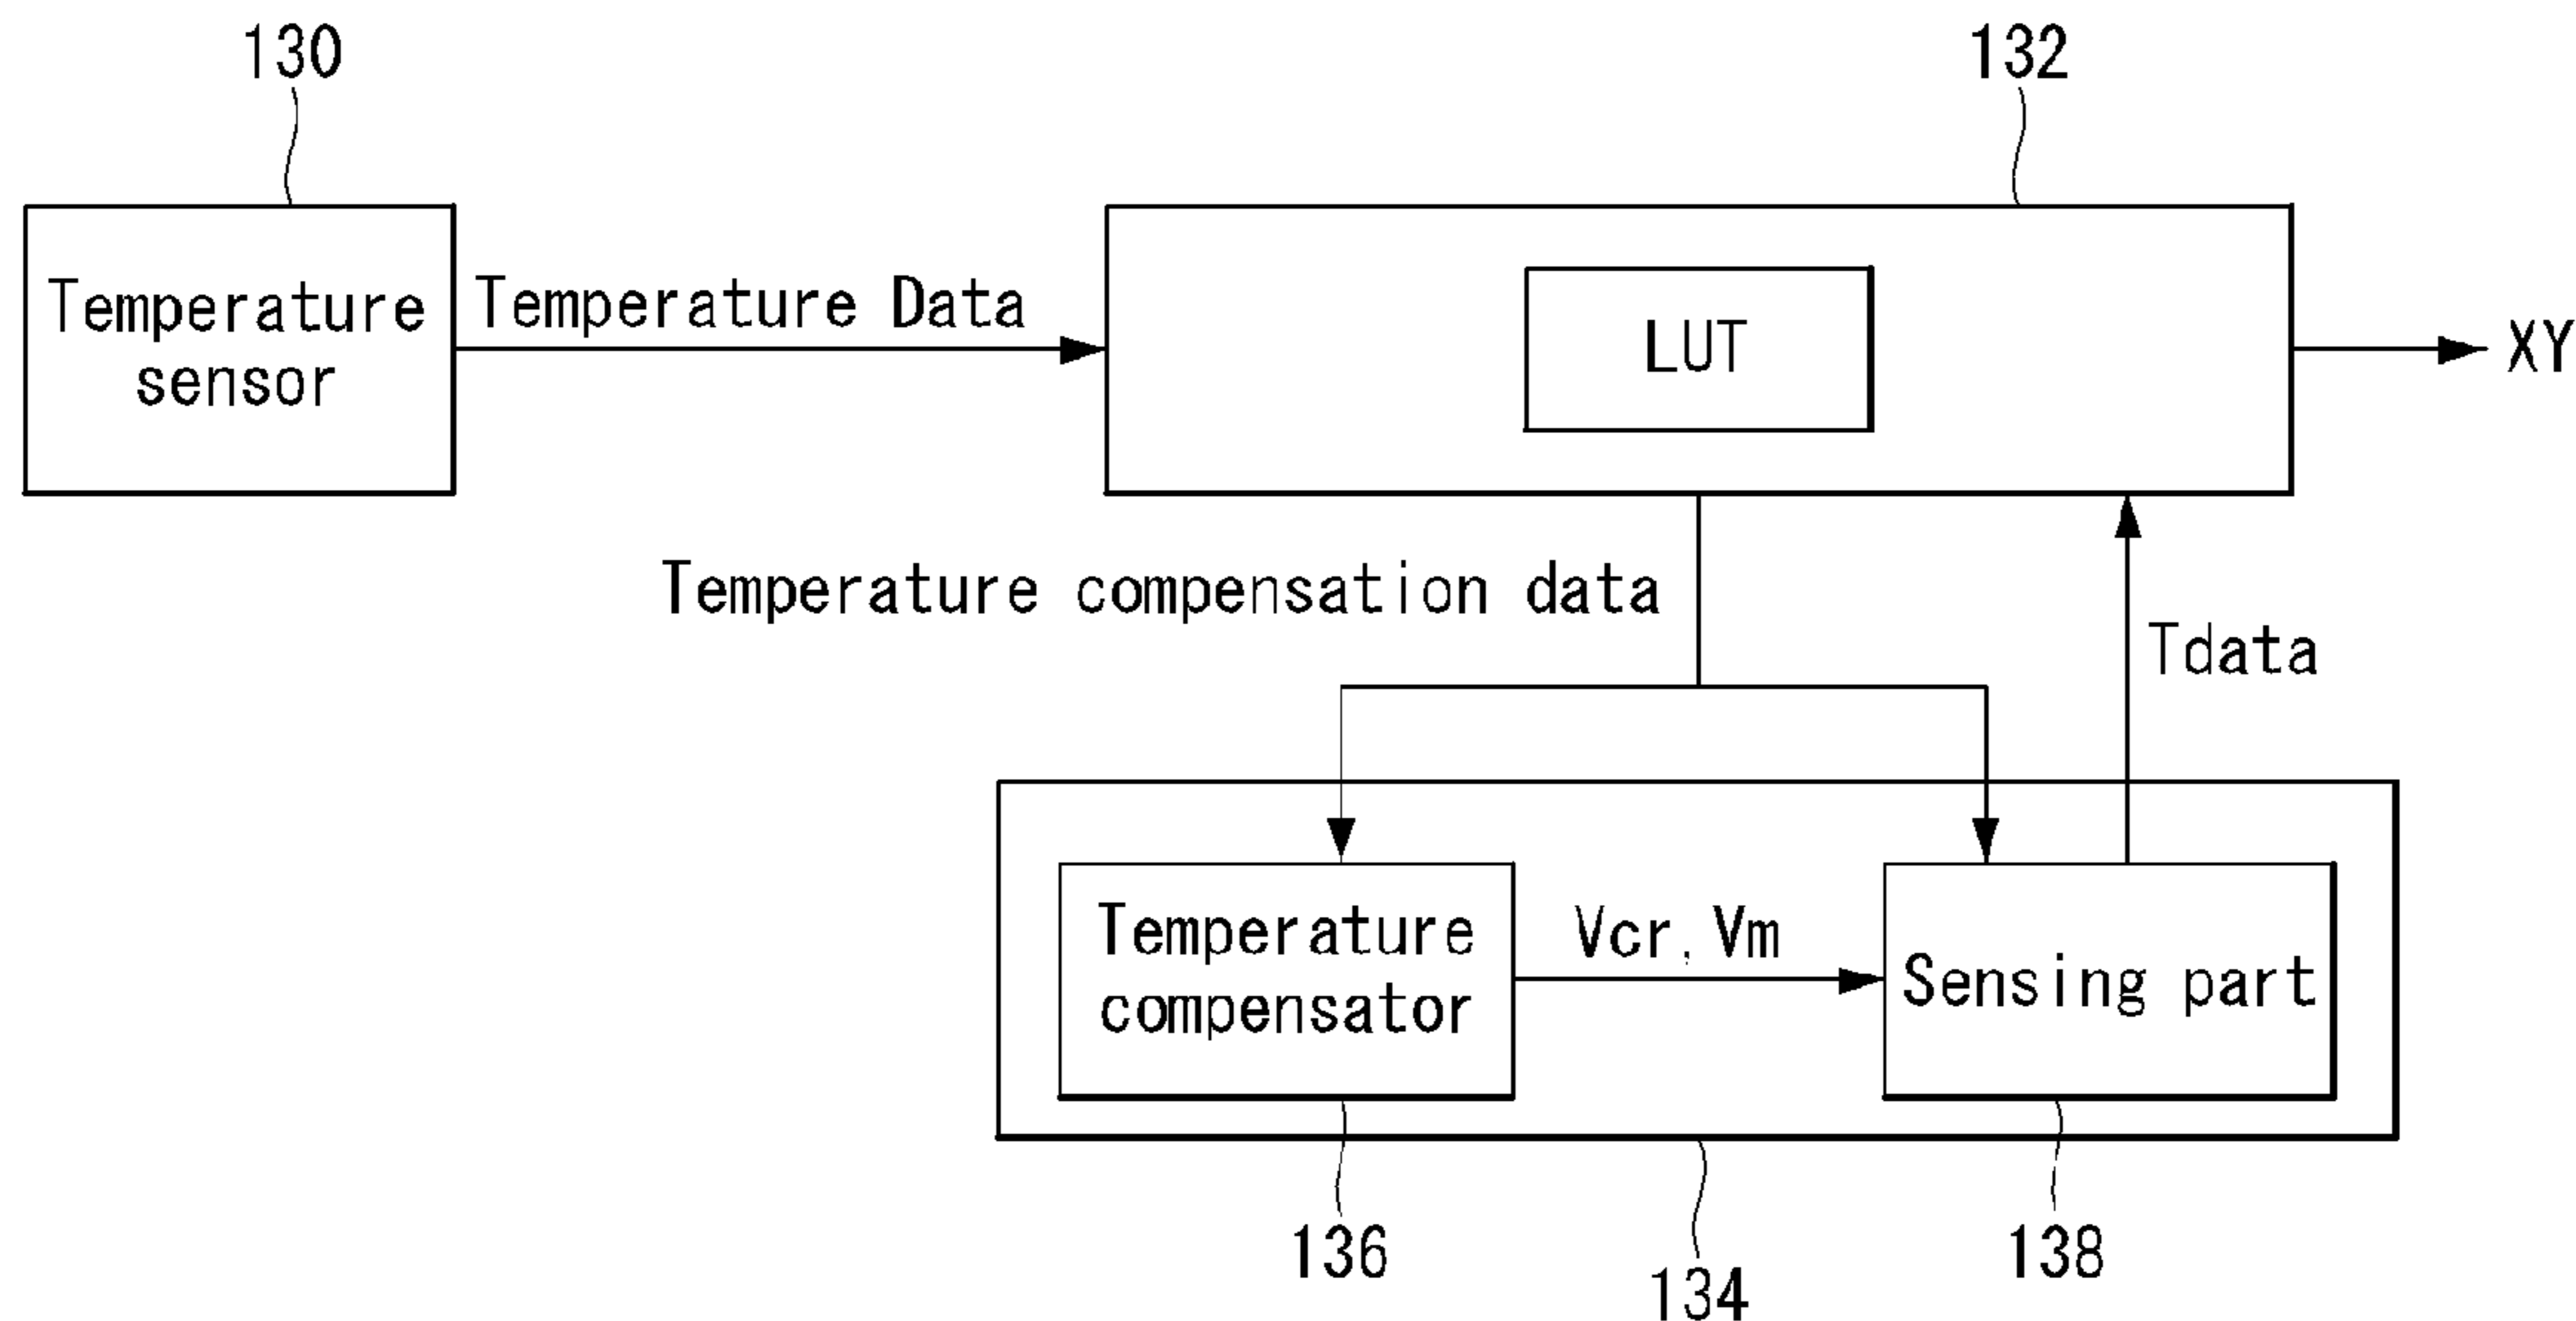 130
132
Temperature
sensor
Temperature Data
LUT
XY
Temperature compensation data
Tdata
Temperature
compensator
Vcr, Vm
Sensing part
136
134
138